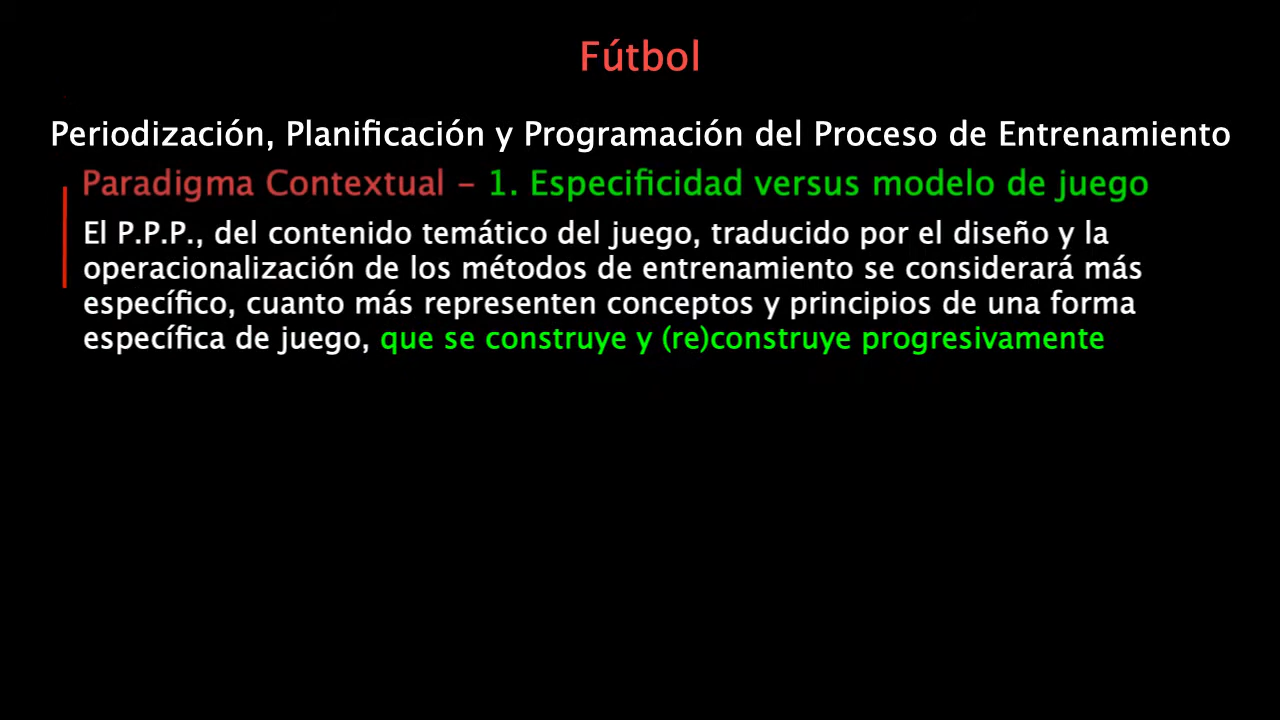 Fútbol
Periodización, Planificación y Programación del Proceso de Entrenamiento
Paradigma Contextual – 1. Especificidad versus modelo de juego
El P.P.P., del contenido temático del juego, traducido por el diseño y la
operacionalización de los métodos de entrenamiento se considerará más
específico, cuanto más representen conceptos y principios de una forma
específica de juego, que se construye y (re)construye progresivamente